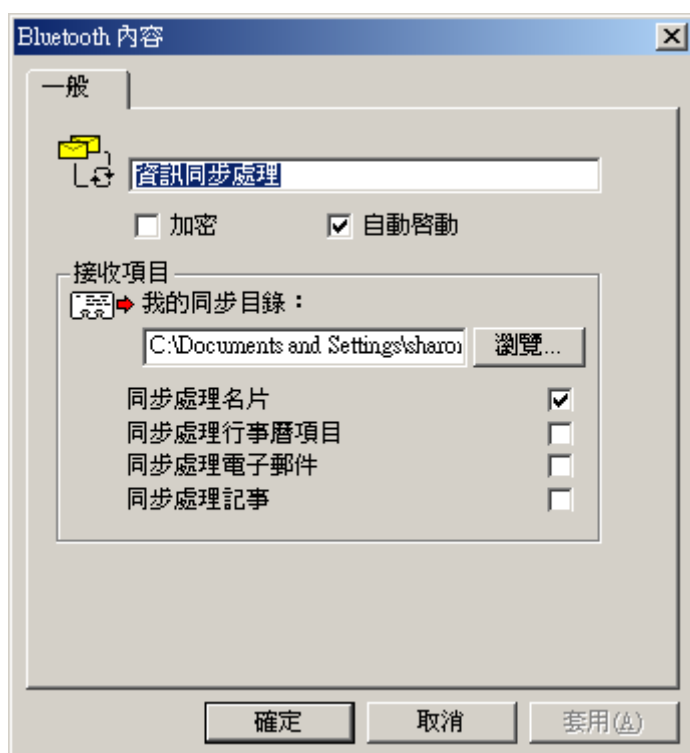 Bluetooth 內容
一般
資訊同步處理
加密 自動啓動
接收項目
我的同步目錄：
C:\Documents and Settings\sharon 瀏覽...
同步處理名片
同步處理行事曆項目
同步處理電子郵件
同步處理記事
確定 取消 套用(A)